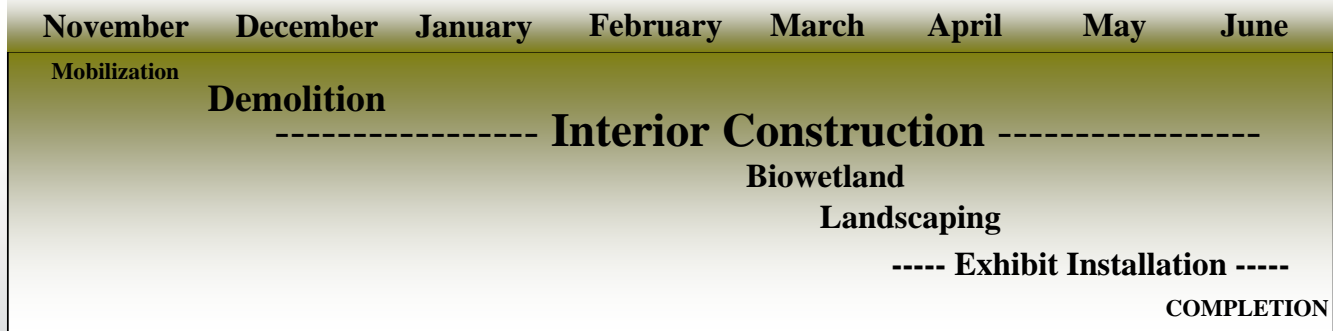 November December January February March April May June
Mobilization
Demolition
----------------- Interior Construction -----------------
Biowetland
Landscaping
----- Exhibit Installation -----
COMPLETION